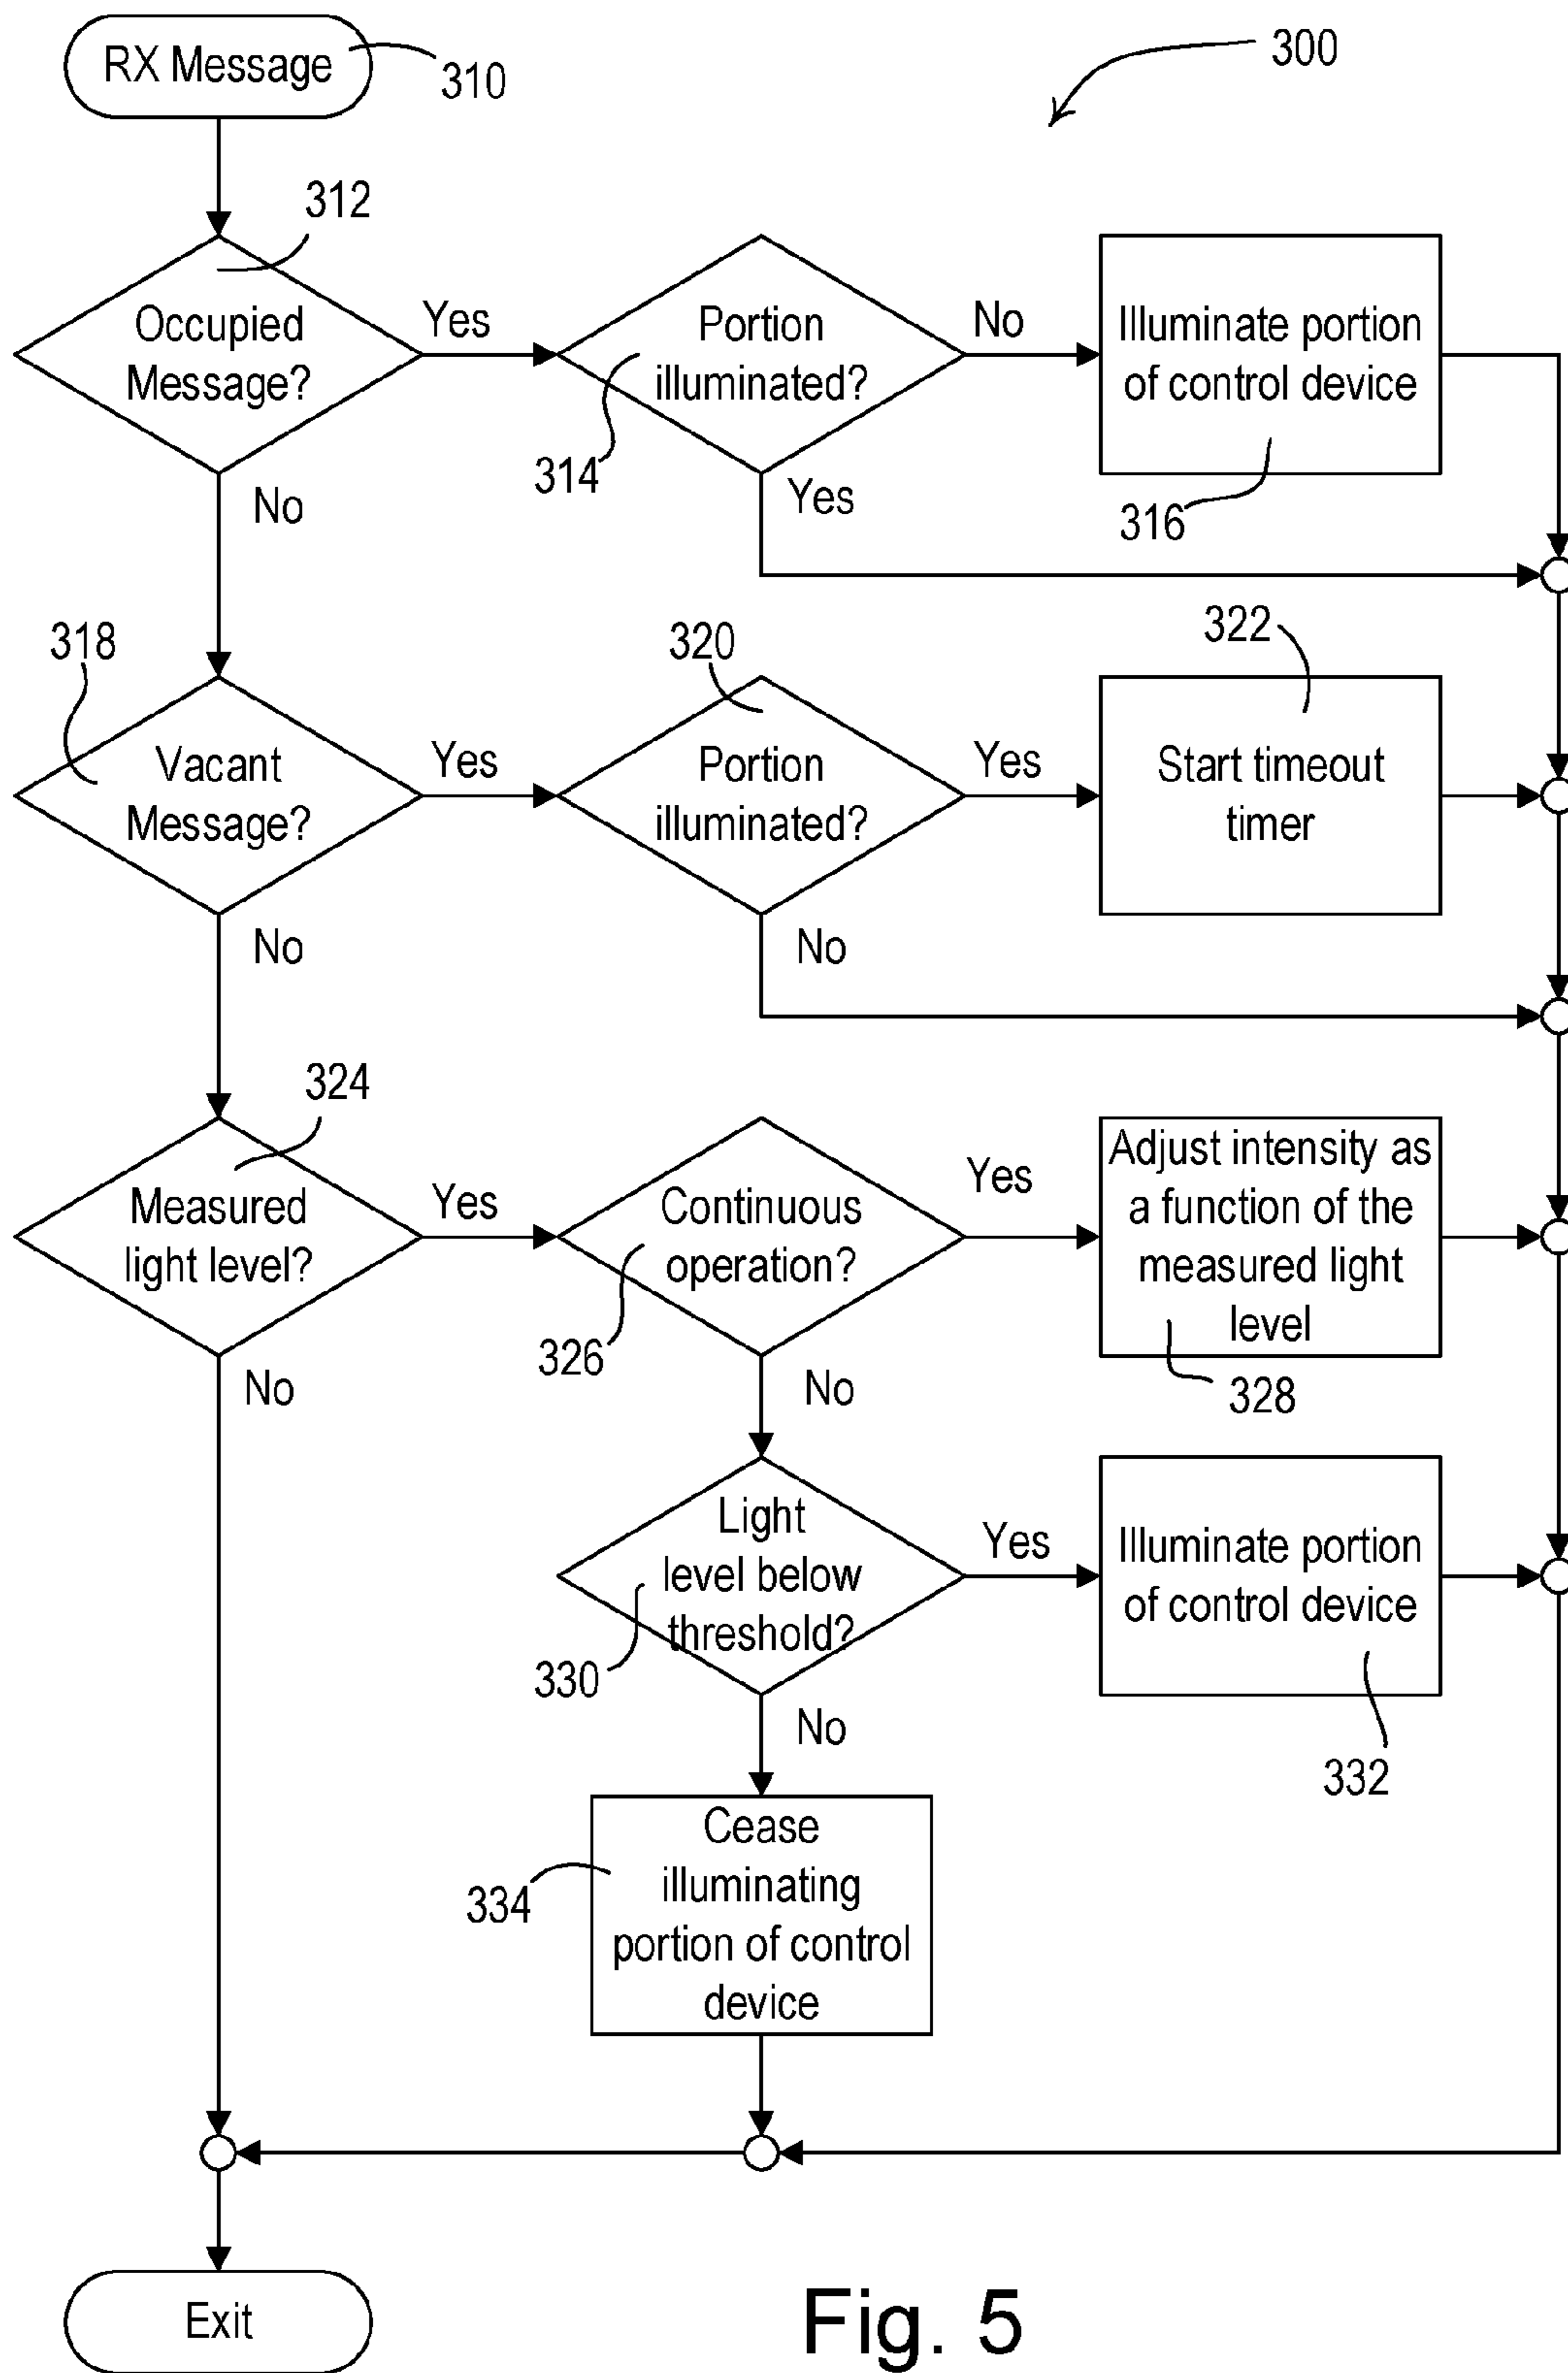 RX Message
310
300
312
Occupied
Message?
Yes
No
Portion
illuminated?
314
No
Yes
Illuminate portion
of control device
316
318
Vacant
Message?
Yes
No
320
Portion
illuminated?
Yes
No
322
Start timeout
timer
324
Measured
light level?
Yes
No
Continuous
operation?
326
Yes
No
Adjust intensity as
a function of the
measured light
level
328
Light
level below
threshold?
330
Yes
No
Illuminate portion
of control device
332
Cease
illuminating
portion of control
device
334
Exit
Fig. 5